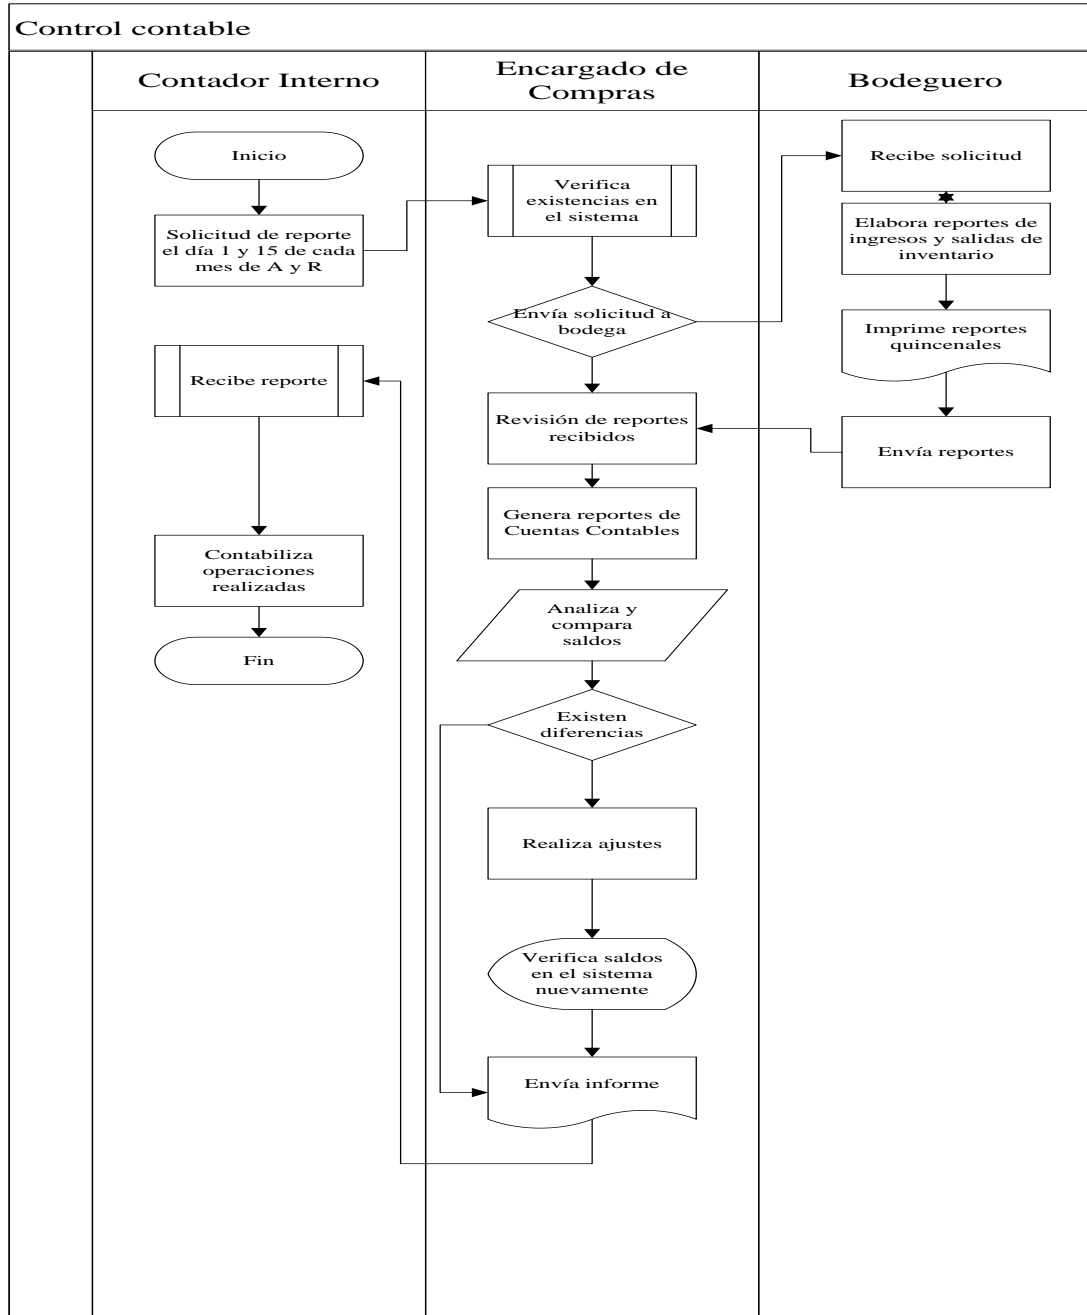 Control contable
Contador Interno
Encargado de
Compras
Bodeguero
Inicio
Solicitud de reporte
el día 1 y 15 de cada
mes de A y R
Recibe reporte
Contabiliza
operaciones
realizadas
Fin
Verifica
existencias en
el sistema
Envía solicitud a
bodega
Revisión de reportes
recibidos
Genera reportes de
Cuentas Contables
Analiza y
compara
saldos
Existen
diferencias
Realiza ajustes
Verifica saldos
en el sistema
nuevamente
Envía informe
Recibe solicitud
Elabora reportes de
ingresos y salidas de
inventario
Imprime reportes
quincenales
Envía reportes